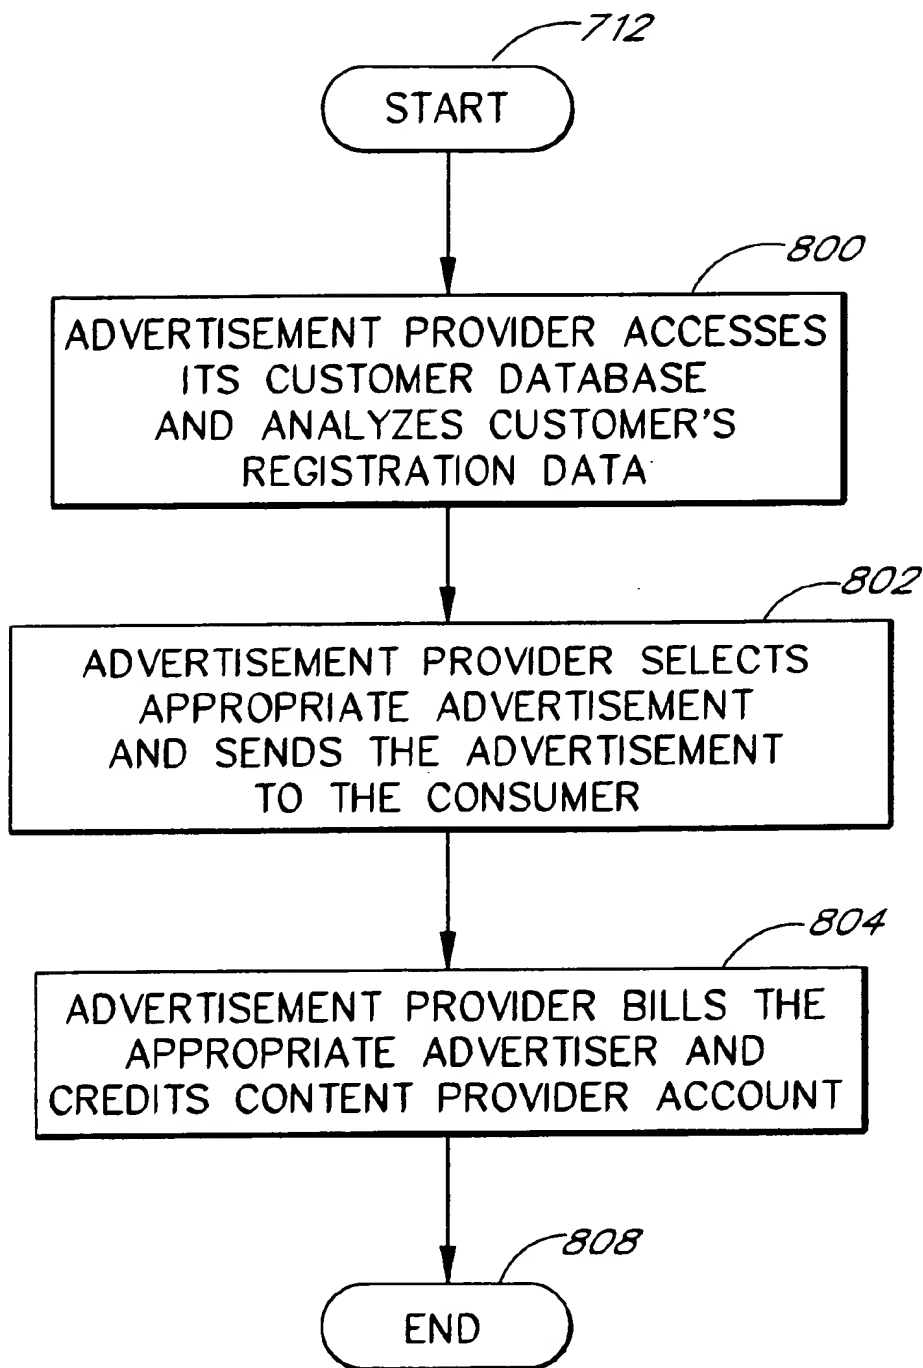 712
START
800
ADVERTISEMENT PROVIDER ACCESSES
ITS CUSTOMER DATABASE
AND ANALYZES CUSTOMER'S
REGISTRATION DATA
802
ADVERTISEMENT PROVIDER SELECTS
APPROPRIATE ADVERTISEMENT
AND SENDS THE ADVERTISEMENT
TO THE CONSUMER
804
ADVERTISEMENT PROVIDER BILLS THE
APPROPRIATE ADVERTISER AND
CREDITS CONTENT PROVIDER ACCOUNT
808
END